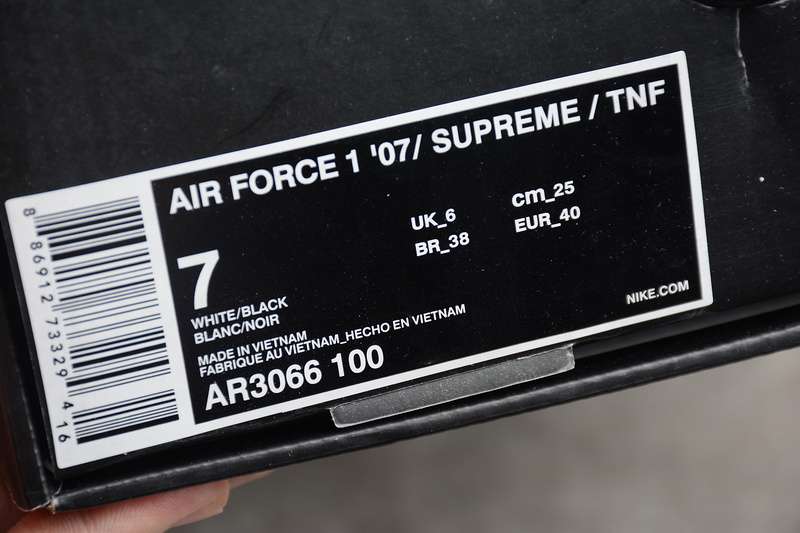 AIR FORCE 1 '07/ SUPREME / TNF
7
UK_6
cm_25
BR_38
EUR_40
WHITE/BLACK
BLANC/NOIR
MADE IN VIETNAM
FABRIQUE AU VIETNAM_HECHO EN VIETNAM
AR3066 100
NIKE.COM
8 86912 73329 4 16